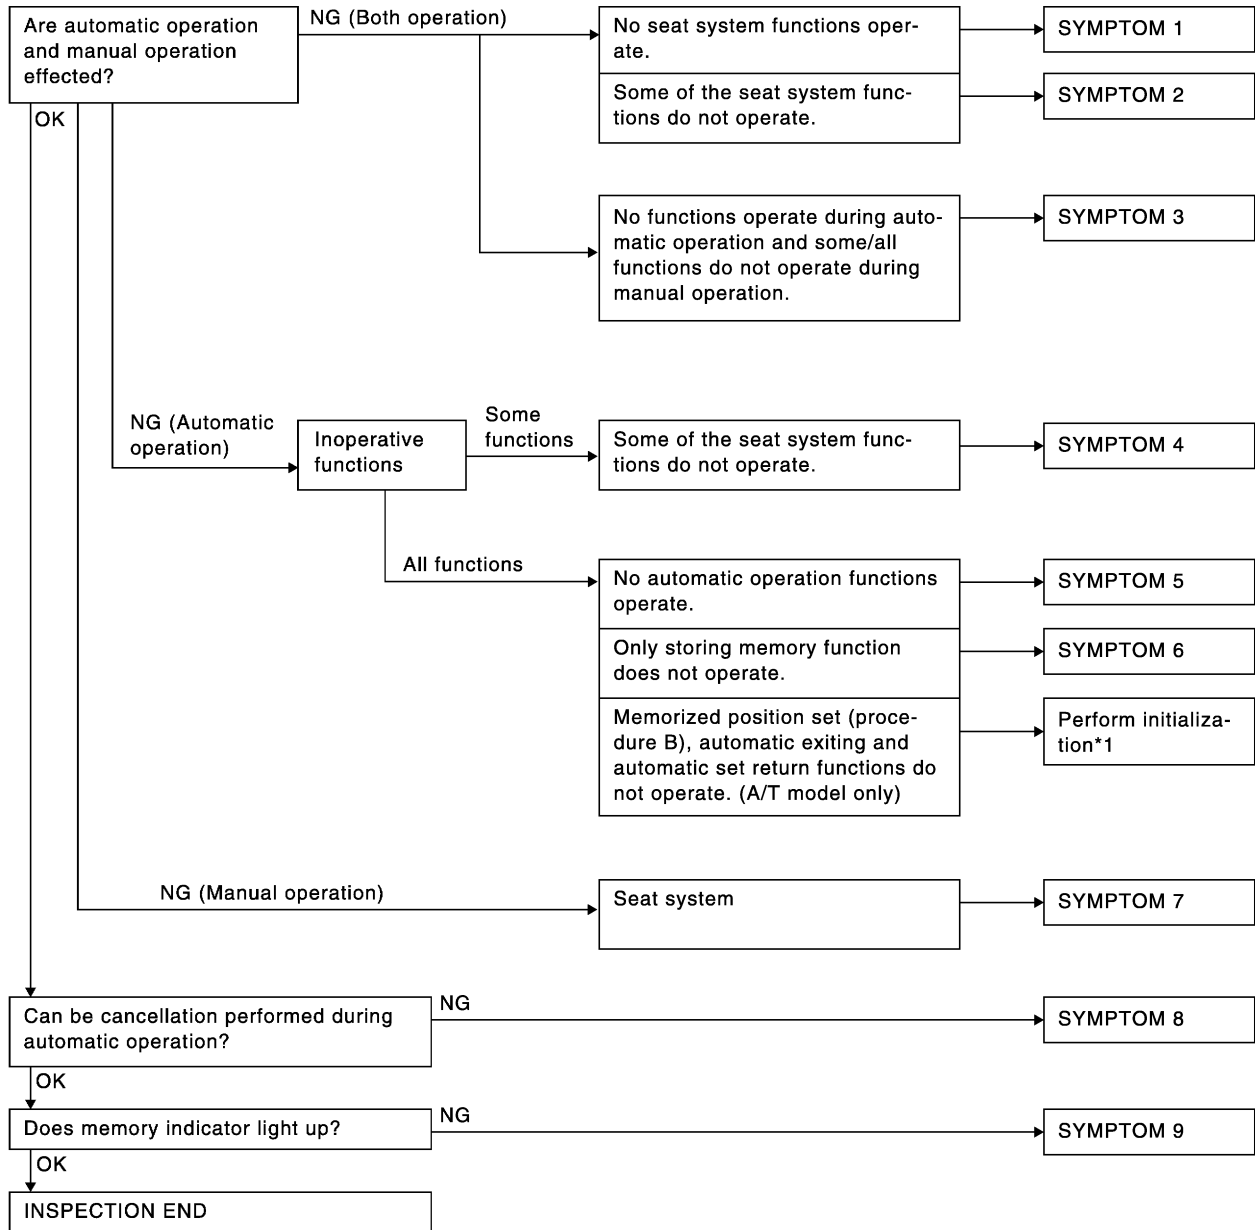 Are automatic operation
and manual operation
effected?
NG (Both operation)
No seat system functions oper-
ate.
SYMPTOM 1
Some of the seat system func-
tions do not operate.
SYMPTOM 2
OK
No functions operate during auto-
matic operation and some/all
functions do not operate during
manual operation.
SYMPTOM 3
NG (Automatic
operation)
Inoperative
functions
Some
functions
Some of the seat system func-
tions do not operate.
SYMPTOM 4
All functions
No automatic operation functions
operate.
SYMPTOM 5
Only storing memory function
does not operate.
SYMPTOM 6
Memorized position set (proce-
dure B), automatic exiting and
automatic set return functions do
not operate. (A/T model only)
Perform initializa-
tion*1
NG (Manual operation)
Seat system
SYMPTOM 7
Can be cancellation performed during
automatic operation?
NG
SYMPTOM 8
OK
Does memory indicator light up?
NG
SYMPTOM 9
OK
INSPECTION END